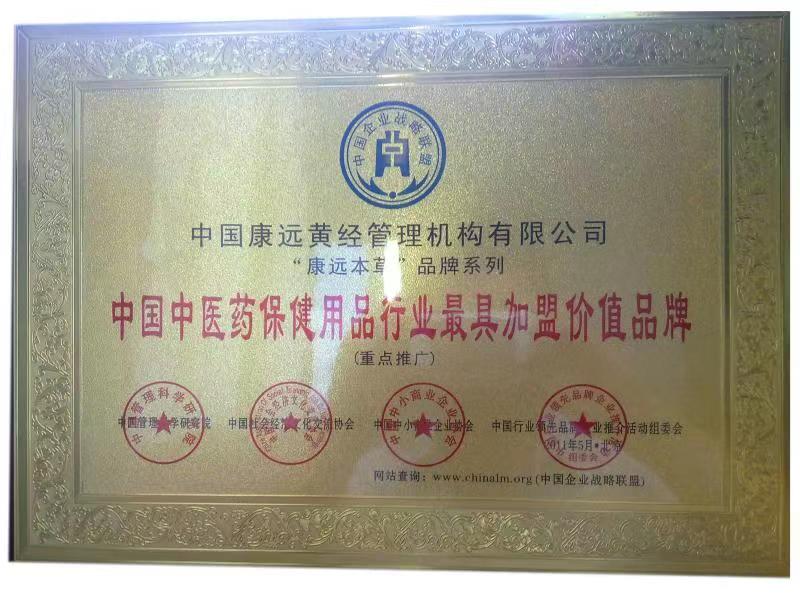 中国企业战略联盟
中国康远黄经管理机构有限公司
“康远本草”品牌系列
中国中医药保健用品行业最具加盟价值品牌
(重点推广)
中国管理科学研究院 中国社会经济文化交流协会 中国中小商业企业协会 中国行业领先品牌企业推介活动组委会
2011年5月·北京
组委会
网站查询：www.chinalm.org(中国企业战略联盟)